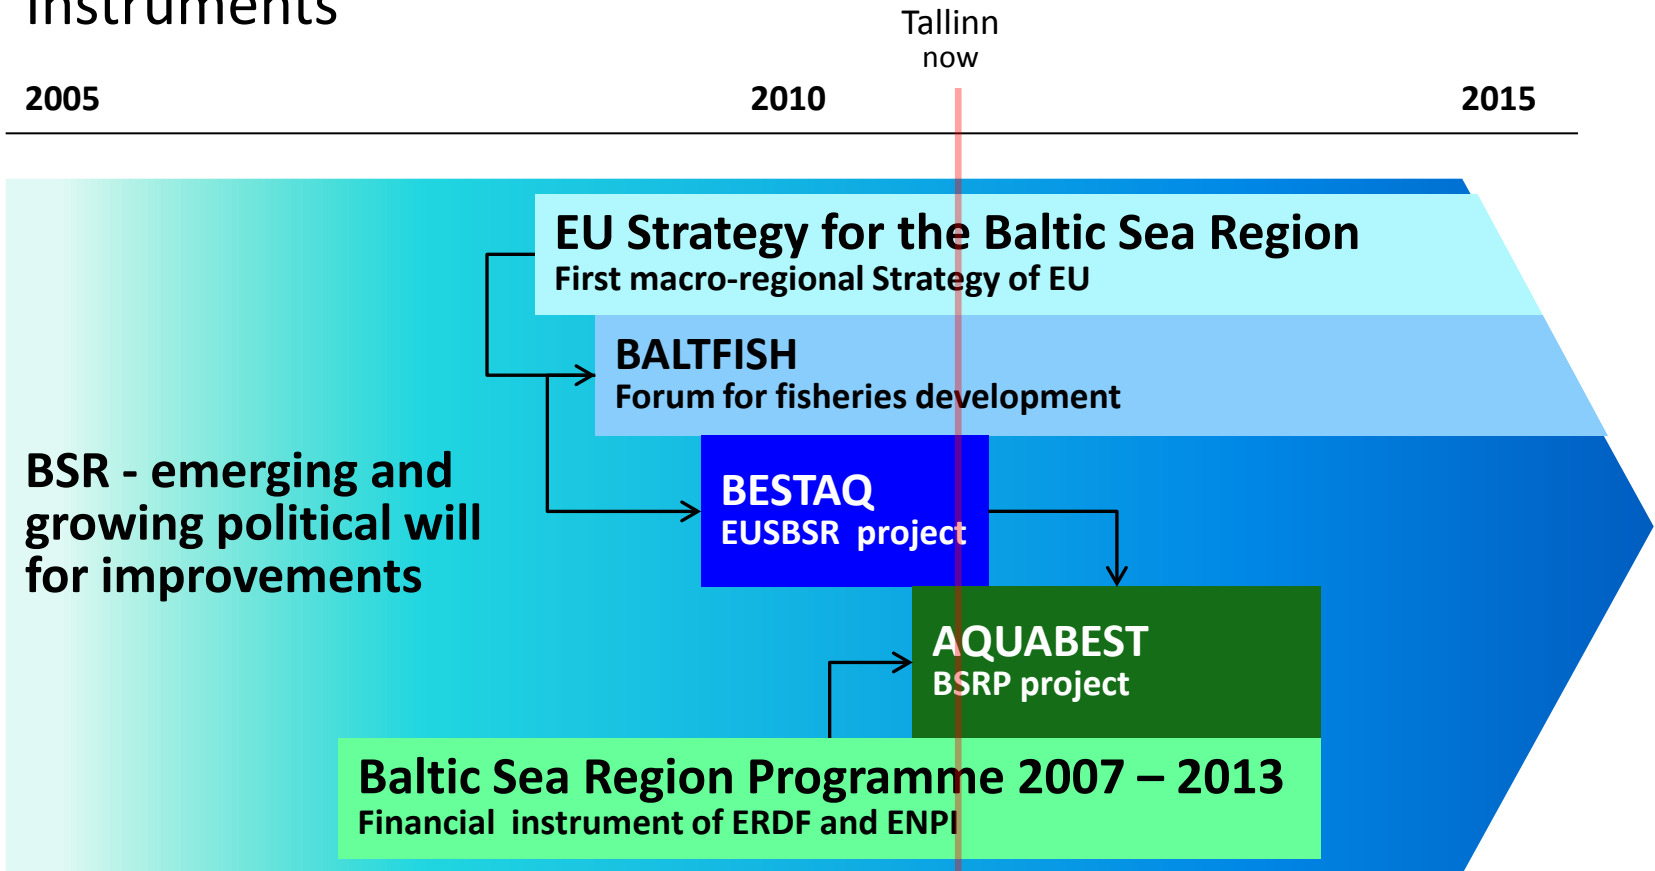 instruments
Tallinn
now
2005
2010
2015
EU Strategy for the Baltic Sea Region
First macro-regional Strategy of EU
BALTFISH
Forum for fisheries development
BSR - emerging and
growing political will
for improvements
BESTAQ
EUSBSR project
AQUABEST
BSRP project
Baltic Sea Region Programme 2007 – 2013
Financial instrument of ERDF and ENPI